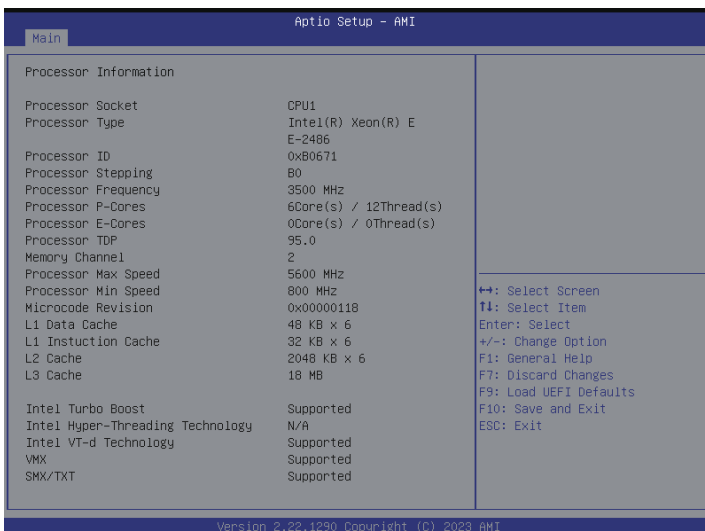 Aptio Setup - AMI
Main
Processor Information
Processor Socket CPU1
Processor Type Intel(R) Xeon(R) E
E-2486
Processor ID 0xB0671
Processor Stepping B0
Processor Frequency 3500 MHz
Processor P-Cores 6Core(s) / 12Thread(s)
Processor E-Cores 0Core(s) / 0Thread(s)
Processor TDP 95.0
Memory Channel 2
Processor Max Speed 5600 MHz
Processor Min Speed 800 MHz
Microcode Revision 0x00000118
L1 Data Cache 48 KB x 6
L1 Instuction Cache 32 KB x 6
L2 Cache 2048 KB x 6
L3 Cache 18 MB
Intel Turbo Boost Supported
Intel Hyper-Threading Technology N/A
Intel VT-d Technology Supported
VMX Supported
SMX/TXT Supported
↔: Select Screen
↑↓: Select Item
Enter: Select
+/-: Change Option
F1: General Help
F7: Discard Changes
F9: Load UEFI Defaults
F10: Save and Exit
ESC: Exit
Version 2.22.1290 Copyright (C) 2023 AMI